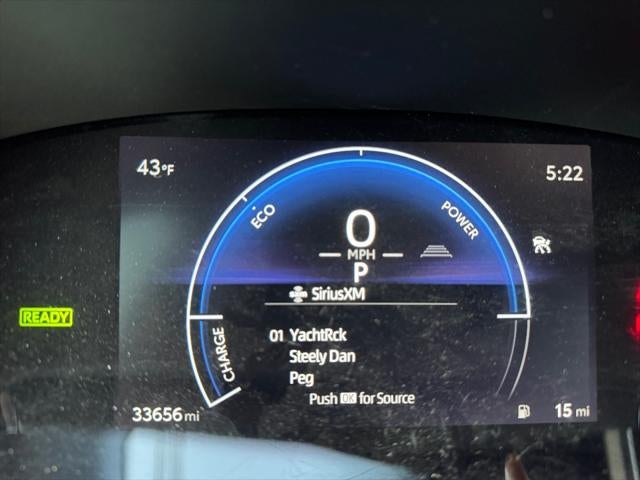 43°F
5:22
ECO
POWER
0
MPH
P
SiriusXM
READY
CHARGE
01 YachtRck
Steely Dan
Peg
Push OK for Source
33656 mi
15 mi